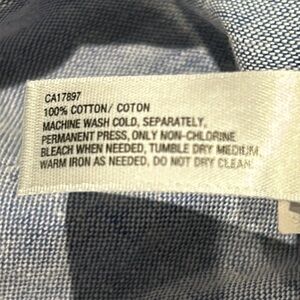 CA17897
100% COTTON/ COTON
MACHINE WASH COLD, SEPARATELY,
PERMANENT PRESS, ONLY NON-CHLORINE
BLEACH WHEN NEEDED, TUMBLE DRY MEDIUM,
WARM IRON AS NEEDED, DO NOT DRY CLEAN.